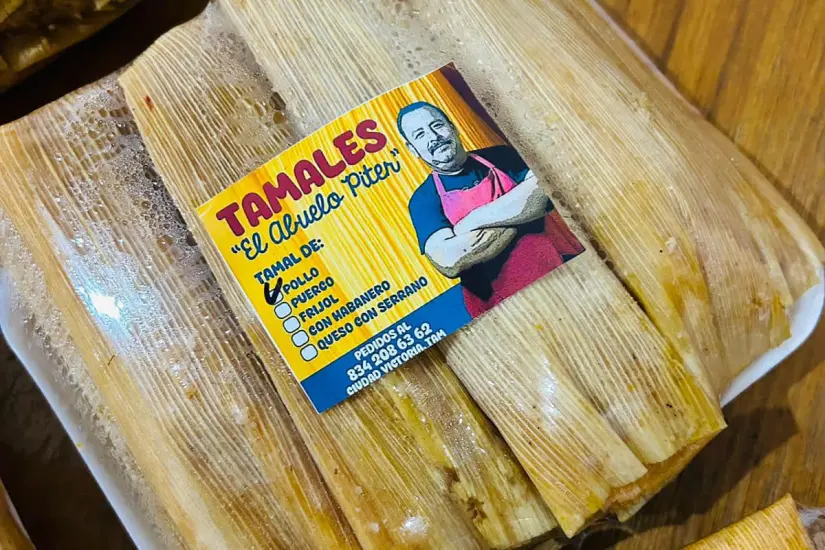 TAMALES
"El Abuelo Piter"
TAMAL DE:
POLLO
PUERCO
FRIJOL
CON HABANERO
QUESO CON SERRANO
PEDIDOS AL
834 208 63 62
CIUDAD VICTORIA, TAM